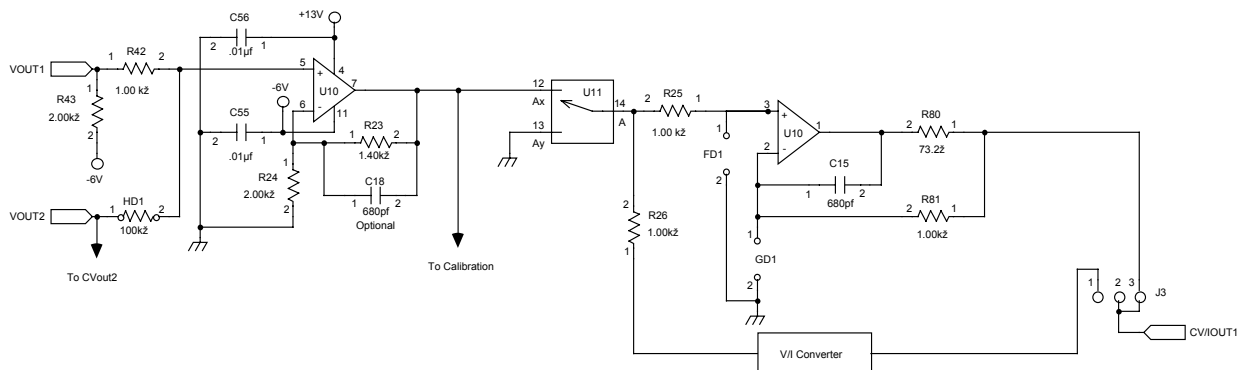 C56
+13V
2
1
.01µf
VOUT1
1
R42
2
1.00 kž
5
+
4
7
U10
6
-
11
-6V
1
R43
2.00kž
2
-6V
C55
2
1
.01µf
1
R23
2
1.40kž
1
R24
2.00kž
2
C18
1
2
680pf
Optional
VOUT2
1
HD1
2
100kž
To CVout2
To Calibration
12
Ax
U11
14
A
13
Ay
2
R25
1
1.00 kž
1
FD1
2
3
+
U10
1
2
-
C15
1
2
680pf
2
R80
1
73.2ž
2
R81
1
1.00kž
2
R26
1.00kž
1
1
GD1
2
V/I Converter
1
2
3
J3
CV/IOUT1